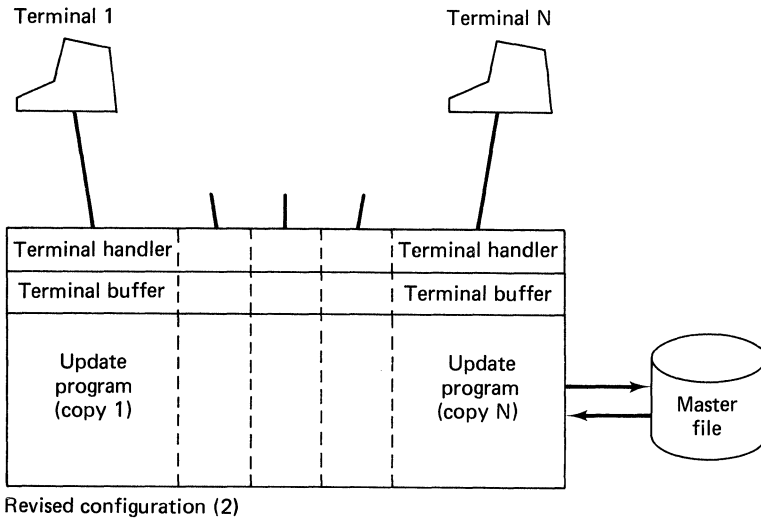 Terminal 1
Terminal N
Terminal handler
Terminal handler
Terminal buffer
Terminal buffer
Update
program
(copy 1)
Update
program
(copy N)
Master
file
Revised configuration (2)